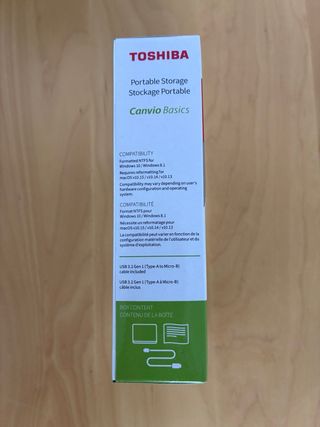 TOSHIBA
Portable Storage
Stockage Portable
Canvio Basics
COMPATIBILITY
Formatted NTFS for
Windows 10 / Windows 8.1
Requires reformatting for
macOS v10.15 / v10.14 / v10.13
Compatibility may vary depending on user's
hardware configuration and operating
system.
COMPATIBILITÉ
Format NTFS pour
Windows 10 / Windows 8.1
Nécessite un reformatage pour
macOS v10.15 / v10.14 / v10.13
La compatibilité peut varier en fonction de la
configuration matérielle de l'utilisateur et du
système d'exploitation.
USB 3.2 Gen 1 (Type-A to Micro-B)
cable included
USB 3.2 Gen 1 (Type-A à Micro-B)
câble inclus
BOX CONTENT
CONTENU DE LA BOÎTE